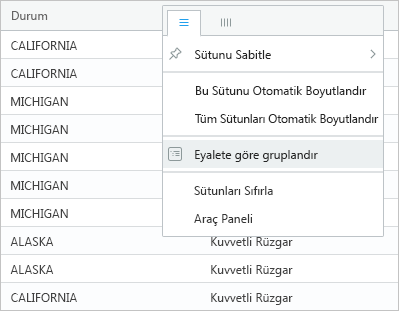 Durum
CALIFORNIA
Sütunu Sabitle
CALIFORNIA
MICHIGAN
Bu Sütunu Otomatik Boyutlandır
MICHIGAN
Tüm Sütunları Otomatik Boyutlandır
MICHIGAN
Eyalete göre gruplandır
MICHIGAN
Sütunları Sıfırla
MICHIGAN
Araç Paneli
ALASKA Kuvvetli Rüzgar
ALASKA Kuvvetli Rüzgar
CALIFORNIA Kuvvetli Rüzgar